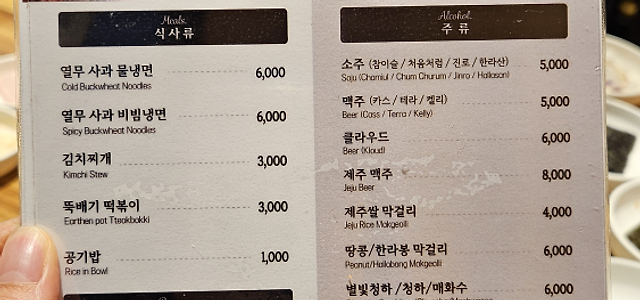 Meals
식사류
열무 사과 물냉면 6,000
Cold Buckwheat Noodles
열무 사과 비빔냉면 6,000
Spicy Buckwheat Noodles
김치찌개 3,000
Kimchi Stew
뚝배기 떡볶이 3,000
Earthen pot Tteokbokki
공기밥 1,000
Rice in Bowl
Alcohol
주류
소주 (참이슬 / 처음처럼 / 진로 / 한라산) 5,000
Soju (Chamiul / Chum Churum / Jinro / Hallasan)
맥주 (카스 / 테라 / 켈리) 5,000
Beer (Cass / Terra / Kelly)
클라우드 6,000
Beer (Kloud)
제주 맥주 8,000
Jeju Beer
제주쌀 막걸리 4,000
Jeju Rice Makgeolli
땅콩/한라봉 막걸리 6,000
Peanut/Hallabong Makgeolli
별빛청하 /청하/매화수 6,000